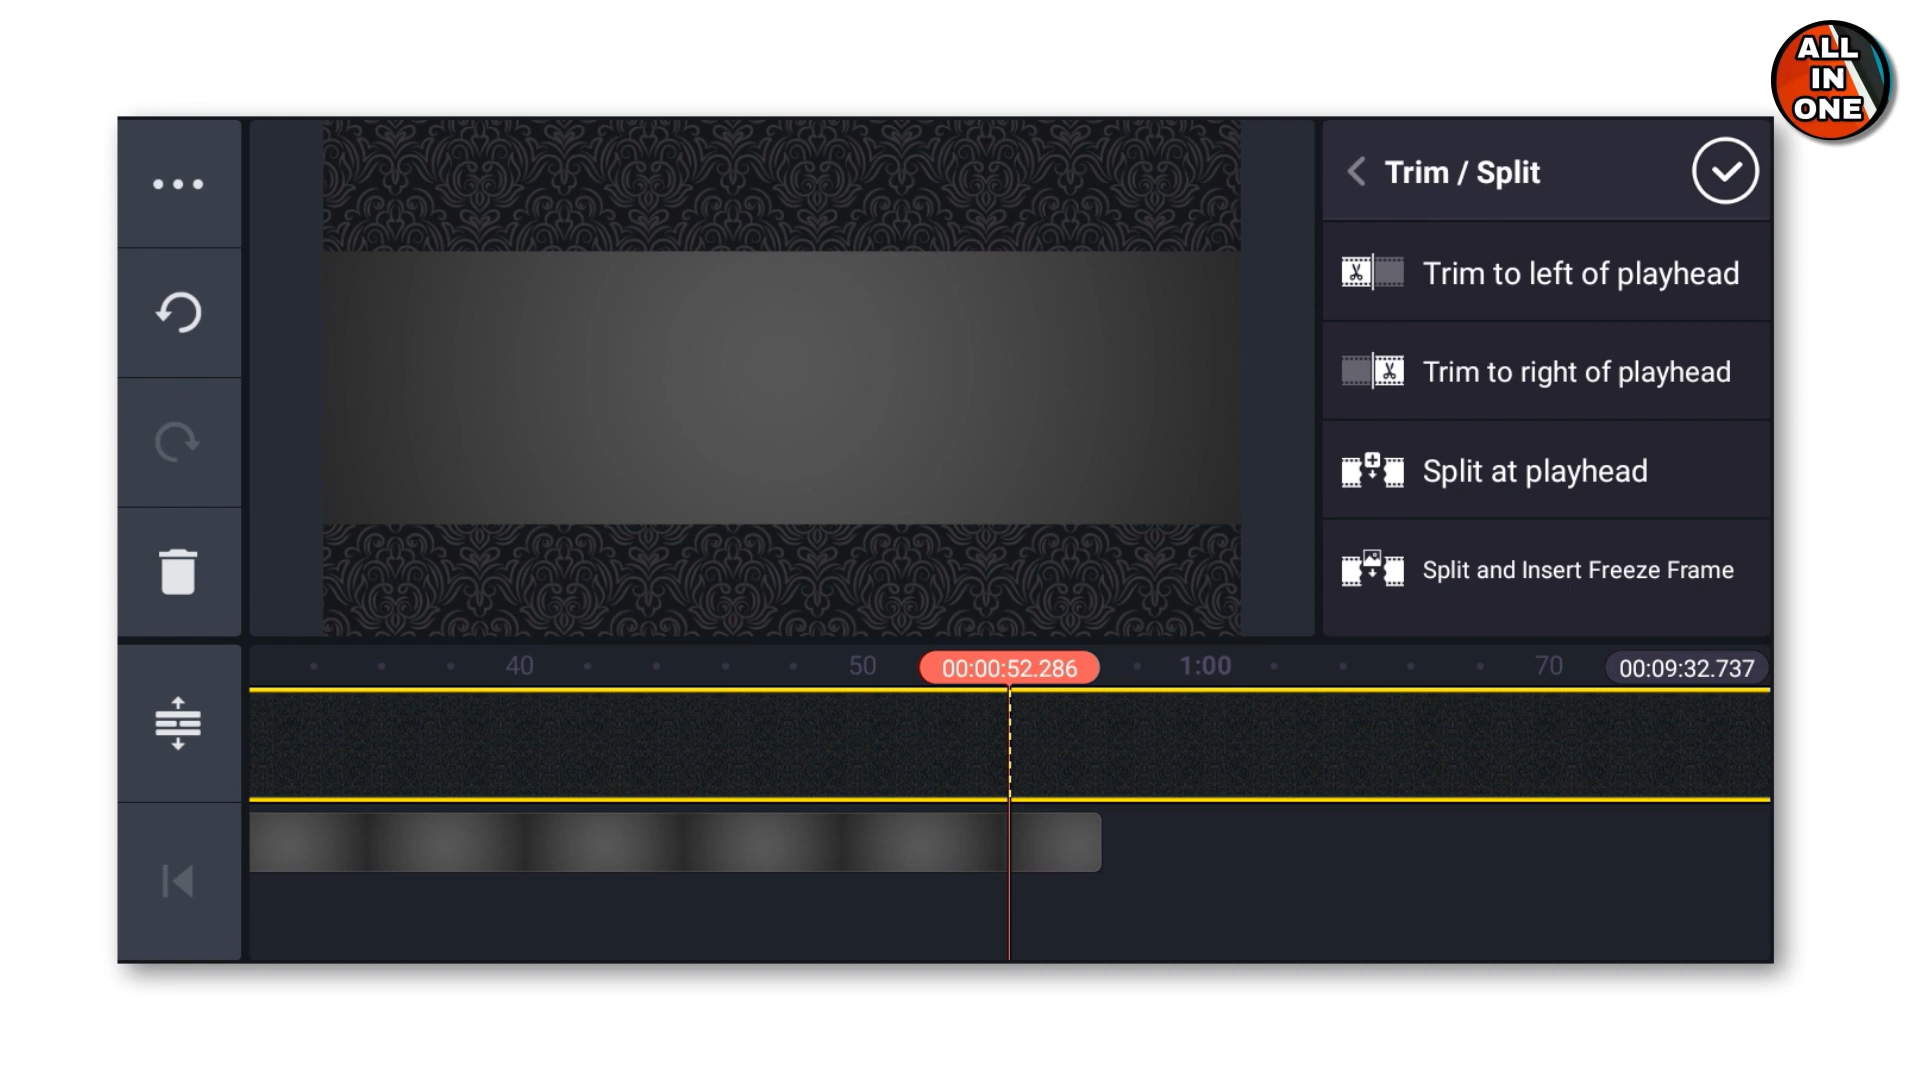 ALL
IN
ONE
Trim / Split
Trim to left of playhead
Trim to right of playhead
Split at playhead
Split and Insert Freeze Frame
40
50
00:00:52.286
1:00
70
00:09:32.737